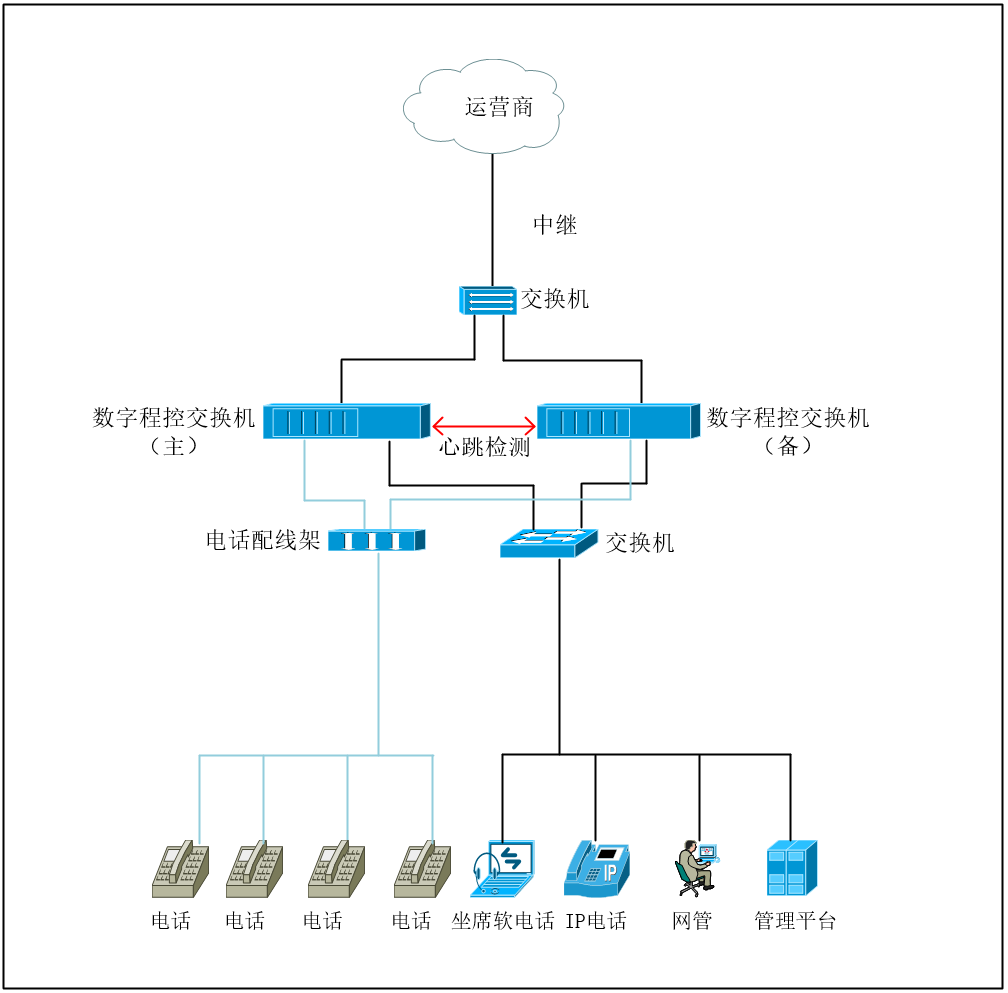 运营商
中继
交换机
数字程控交换机
（主）
心跳检测
数字程控交换机
（备）
电话配线架
交换机
IP
电话
电话
电话
电话
坐席软电话
IP电话
网管
管理平台